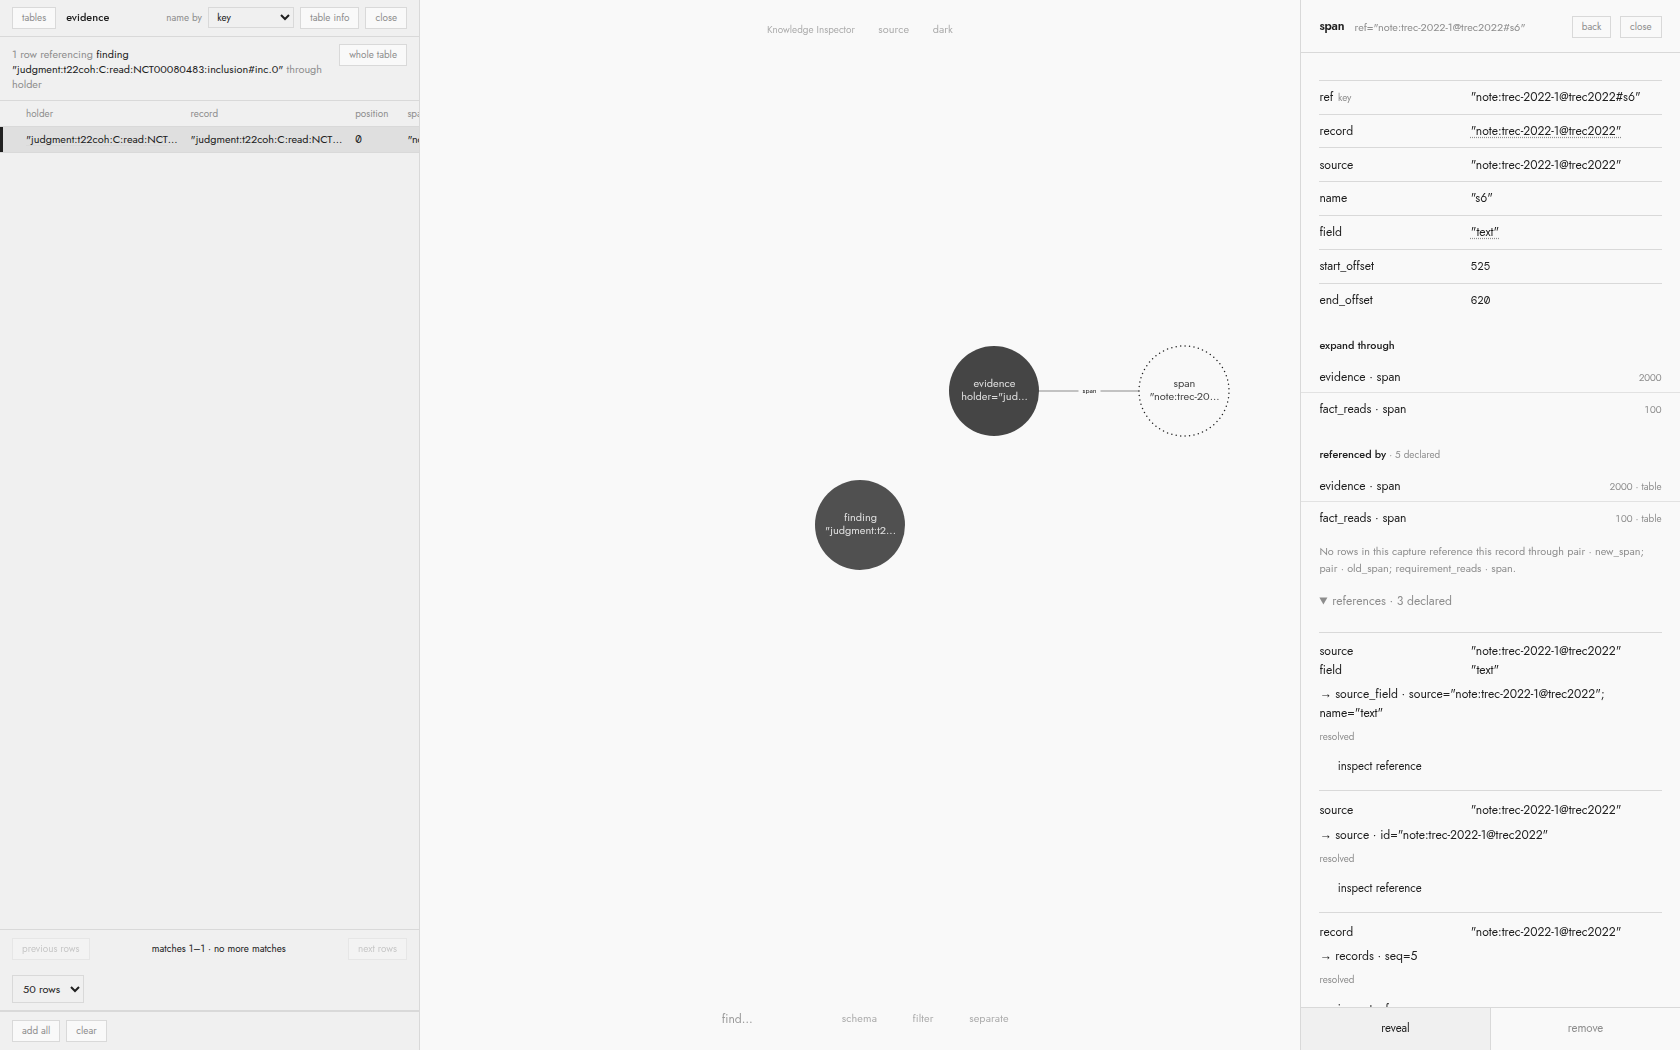 tables evidence name by key table info close
1 row referencing finding whole table
"judgment:t22coh:C:read:NCT00080483:inclusion#inc.0" through
holder
holder record position spa
"judgment:t22coh:C:read:NCT... "judgment:t22coh:C:read:NCT... 0 "no
previous rows matches 1–1 · no more matches next rows
50 rows
add all clear
Knowledge Inspector source dark
evidence
holder="jud...
span
span
"note:trec-20...
finding
"judgment:t2...
find... schema filter separate
span ref="note:trec-2022-1@trec2022#s6" back close
ref key "note:trec-2022-1@trec2022#s6"
record "note:trec-2022-1@trec2022"
source "note:trec-2022-1@trec2022"
name "s6"
field "text"
start_offset 525
end_offset 620
expand through
evidence · span 2000
fact_reads · span 100
referenced by · 5 declared
evidence · span 2000 · table
fact_reads · span 100 · table
No rows in this capture reference this record through pair · new_span;
pair · old_span; requirement_reads · span.
▼ references · 3 declared
source "note:trec-2022-1@trec2022"
field "text"
→ source_field · source="note:trec-2022-1@trec2022";
name="text"
resolved
inspect reference
source "note:trec-2022-1@trec2022"
→ source · id="note:trec-2022-1@trec2022"
resolved
inspect reference
record "note:trec-2022-1@trec2022"
→ records · seq=5
resolved
reveal remove